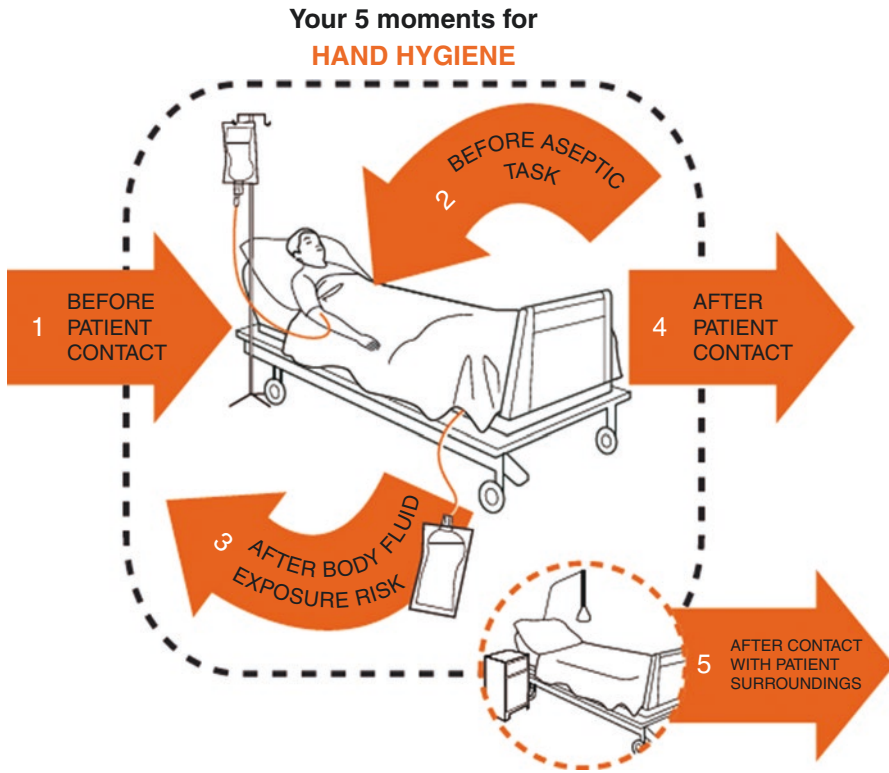 Your 5 moments for
HAND HYGIENE
BEFORE ASEPTIC
TASK
2
1
BEFORE
PATIENT
CONTACT
4
AFTER
PATIENT
CONTACT
3
AFTER BODY FLUID
EXPOSURE RISK
5
AFTER CONTACT
WITH PATIENT
SURROUNDINGS